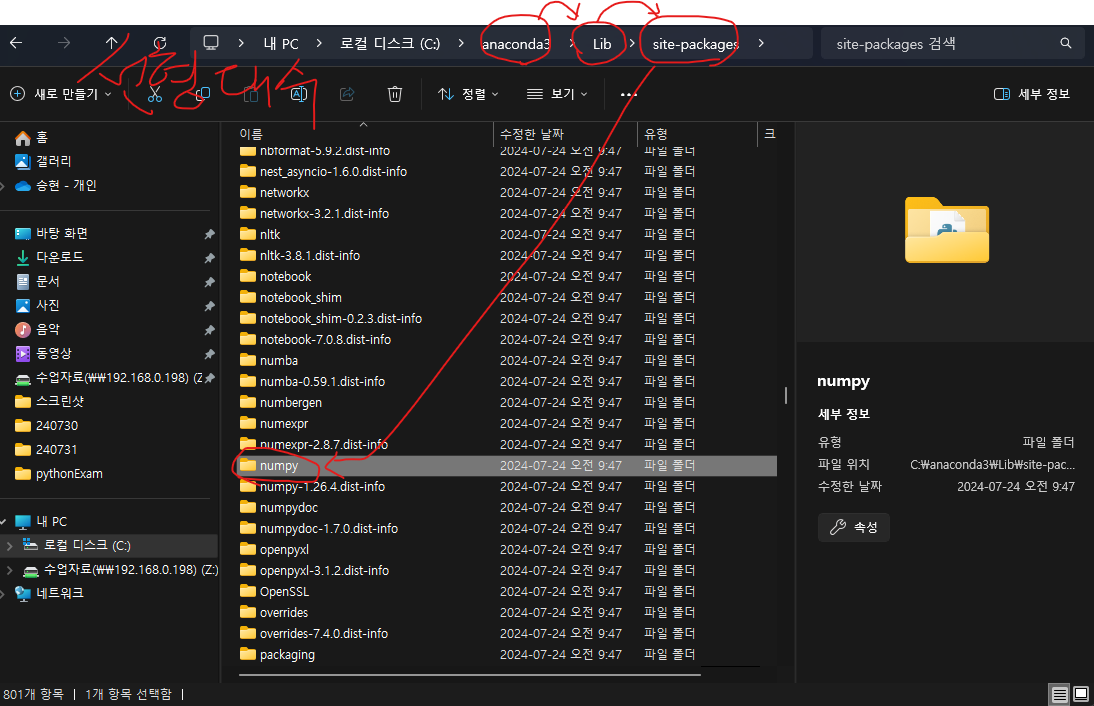 내 PC 로컬 디스크 (C:) anaconda3 Lib site-packages
site-packages 검색
새로 만들기 정렬 보기 세부 정보
이름 수정한 날짜 유형 크
nbformat-5.9.2.dist-info 2024-07-24 오전 9:47 파일 폴더
nest_asyncio-1.6.0.dist-info 2024-07-24 오전 9:47 파일 폴더
networkx 2024-07-24 오전 9:47 파일 폴더
networkx-3.2.1.dist-info 2024-07-24 오전 9:47 파일 폴더
nltk 2024-07-24 오전 9:47 파일 폴더
nltk-3.8.1.dist-info 2024-07-24 오전 9:47 파일 폴더
notebook 2024-07-24 오전 9:47 파일 폴더
notebook_shim 2024-07-24 오전 9:47 파일 폴더
notebook_shim-0.2.3.dist-info 2024-07-24 오전 9:47 파일 폴더
notebook-7.0.8.dist-info 2024-07-24 오전 9:47 파일 폴더
numba 2024-07-24 오전 9:47 파일 폴더
numba-0.59.1.dist-info 2024-07-24 오전 9:47 파일 폴더
numbergen 2024-07-24 오전 9:47 파일 폴더
numexpr 2024-07-24 오전 9:47 파일 폴더
numexpr-2.8.7.dist-info 2024-07-24 오전 9:47 파일 폴더
numpy 2024-07-24 오전 9:47 파일 폴더
numpy-1.26.4.dist-info 2024-07-24 오전 9:47 파일 폴더
numpydoc 2024-07-24 오전 9:47 파일 폴더
numpydoc-1.7.0.dist-info 2024-07-24 오전 9:47 파일 폴더
openpyxl 2024-07-24 오전 9:47 파일 폴더
openpyxl-3.1.2.dist-info 2024-07-24 오전 9:47 파일 폴더
OpenSSL 2024-07-24 오전 9:47 파일 폴더
overrides 2024-07-24 오전 9:47 파일 폴더
overrides-7.4.0.dist-info 2024-07-24 오전 9:47 파일 폴더
packaging 2024-07-24 오전 9:47 파일 폴더
홈
갤러리
승현 - 개인
바탕 화면
다운로드
문서
사진
음악
동영상
수업자료(₩₩192.168.0.198) (Z
스크린샷
240730
240731
pythonExam
내 PC
로컬 디스크 (C:)
수업자료(₩₩192.168.0.198) (Z:)
네트워크
numpy
세부 정보
유형 파일 폴더
파일 위치 C:₩anaconda3₩Lib₩site-pac...
수정한 날짜 2024-07-24 오전 9:47
속성
801개 항목 | 1개 항목 선택함 |
선형대수